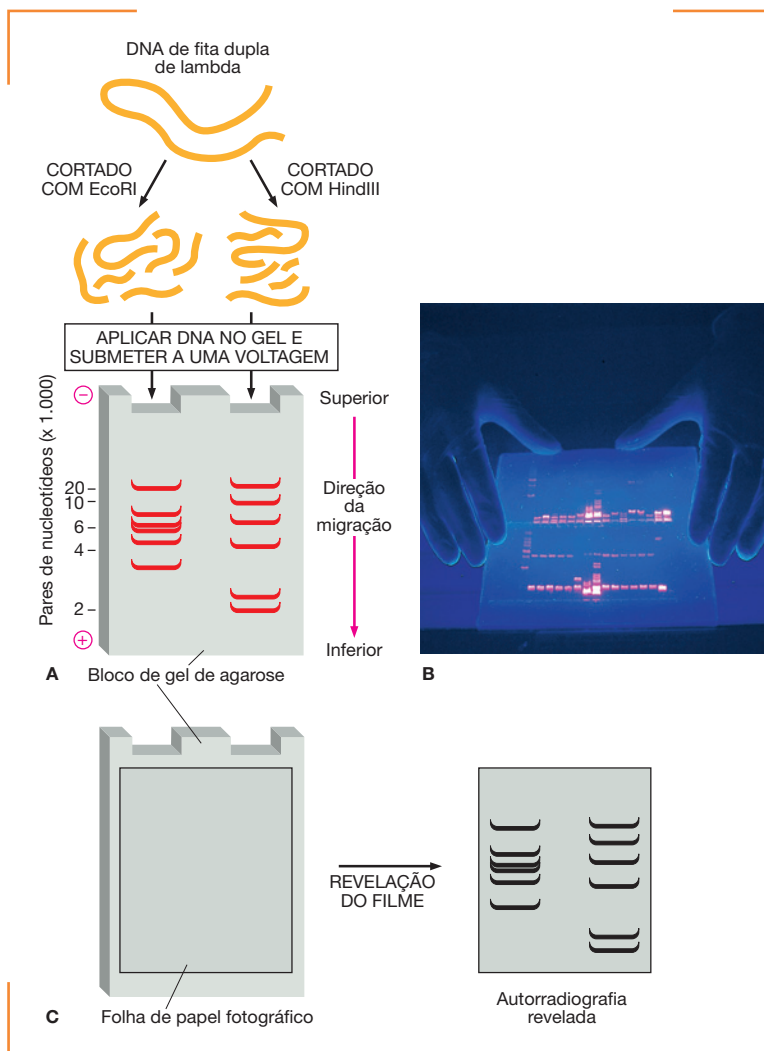 DNA de fita dupla
de lambda
CORTADO
COM EcoRI
CORTADO
COM HindIII
APLICAR DNA NO GEL E
SUBMETER A UMA VOLTAGEM
Pares de nucleotídeos (x 1.000)
−
20
10
6
4
2
+
Superior
Direção
da
migração
Inferior
A
Bloco de gel de agarose
B
REVELAÇÃO
DO FILME
C
Folha de papel fotográfico
Autorradiografia
revelada